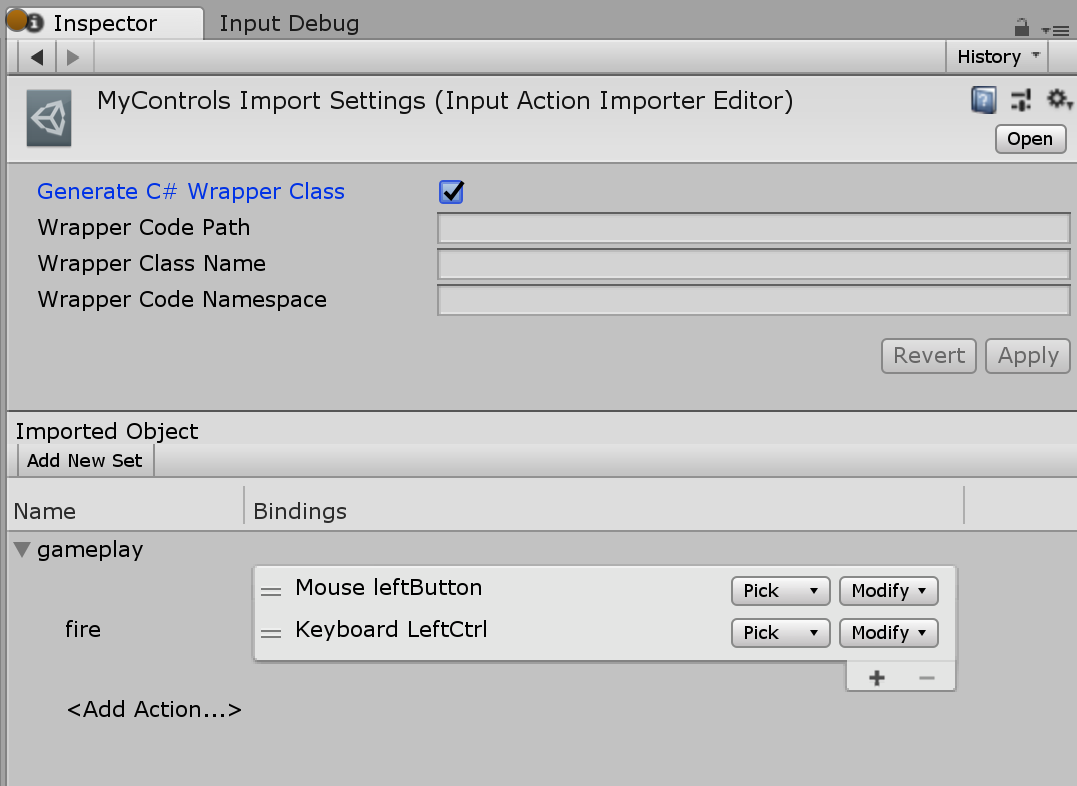 Inspector Input Debug
History
MyControls Import Settings (Input Action Importer Editor)
Open
Generate C# Wrapper Class
Wrapper Code Path
Wrapper Class Name
Wrapper Code Namespace
Revert Apply
Imported Object
Add New Set
Name Bindings
gameplay
Mouse leftButton Pick Modify
fire
Keyboard LeftCtrl Pick Modify
<Add Action...>